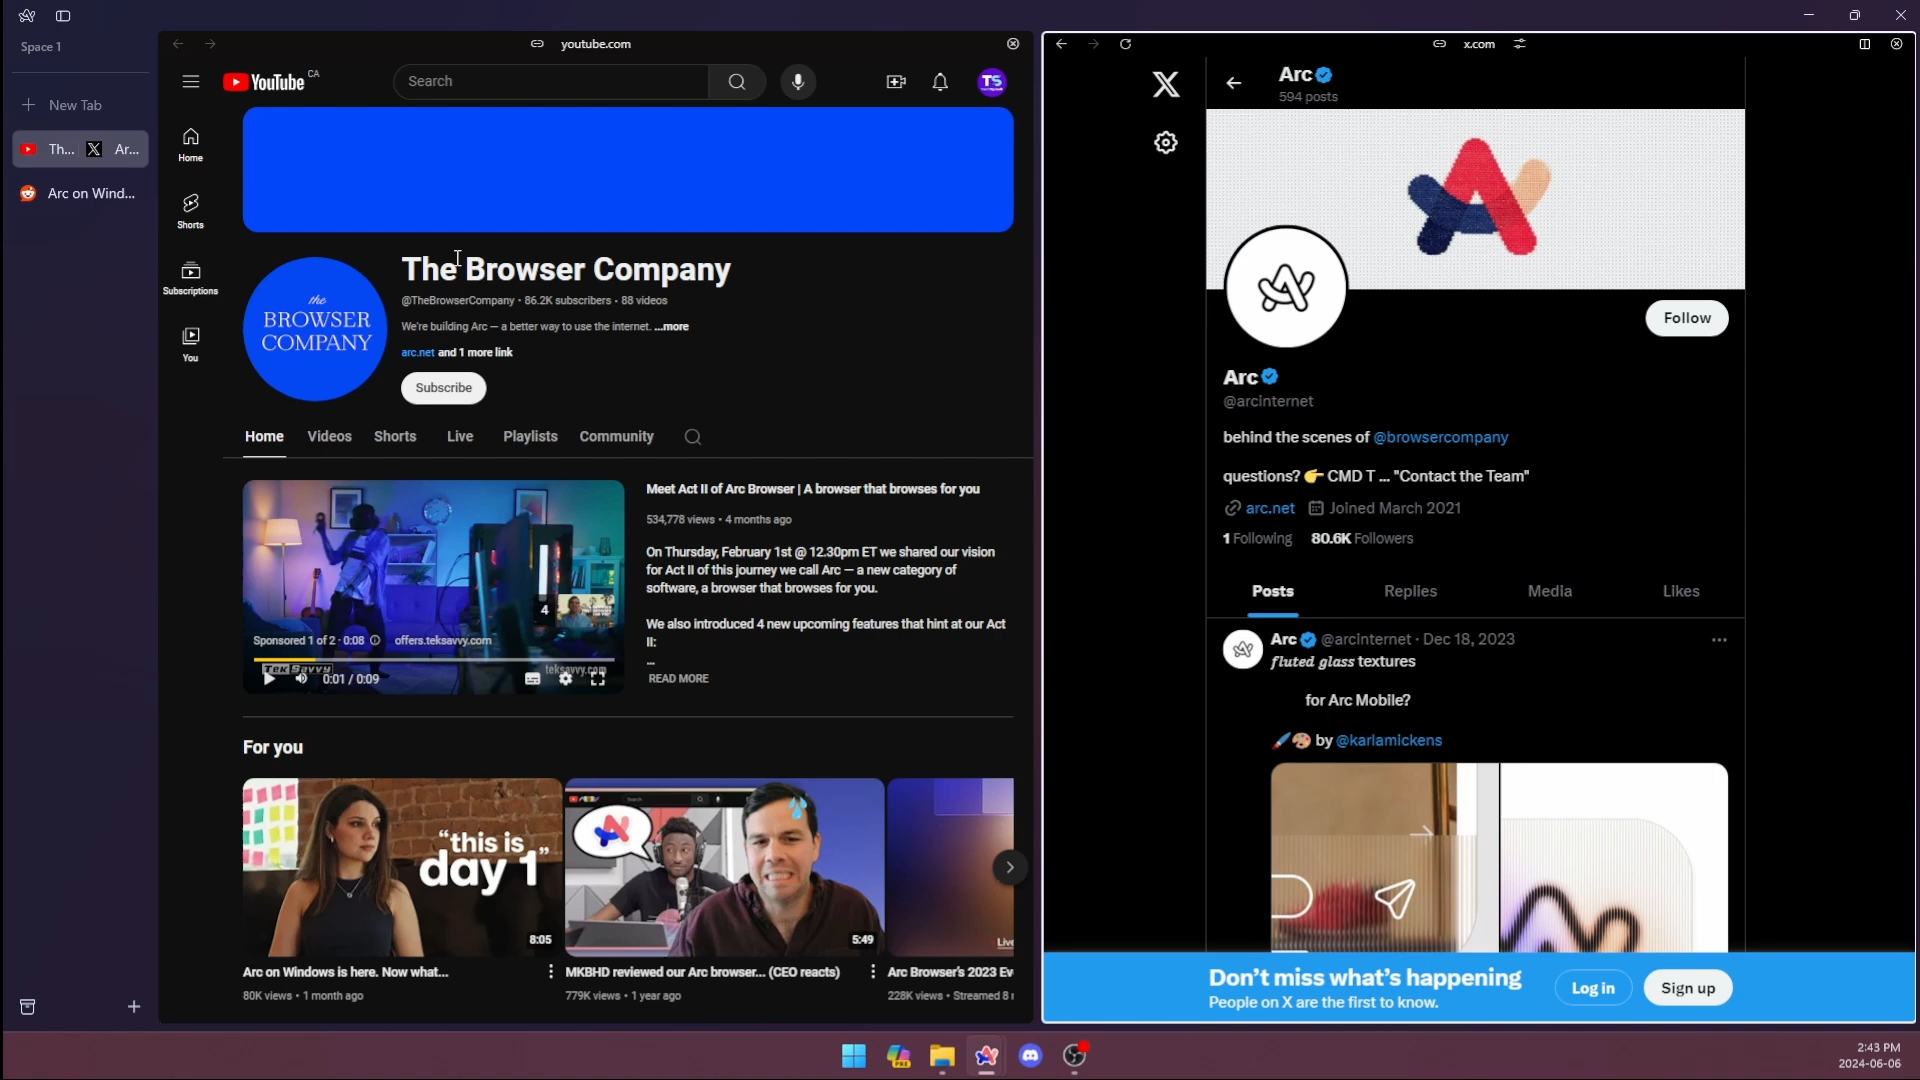 Space 1
New Tab
Th... Ar...
Arc on Wind...
youtube.com
YouTube CA
Search
TS
Home
Shorts
Subscriptions
You
the
BROWSER
COMPANY
The Browser Company
@TheBrowserCompany • 86.2K subscribers • 88 videos
We're building Arc — a better way to use the internet. ...more
arc.net and 1 more link
Subscribe
Home Videos Shorts Live Playlists Community
4
Sponsored 1 of 2 · 0:08 offers.teksavvy.com
TekSavvy teksavvy.com
0:01 / 0:09
Meet Act II of Arc Browser | A browser that browses for you
534,778 views • 4 months ago
On Thursday, February 1st @ 12.30pm ET we shared our vision
for Act II of this journey we call Arc — a new category of
software, a browser that browses for you.
We also introduced 4 new upcoming features that hint at our Act
II:
...
READ MORE
For you
"this is
day 1"
8:05
5:49
Live
Arc on Windows is here. Now what...
80K views • 1 month ago
MKBHD reviewed our Arc browser... (CEO reacts)
779K views • 1 year ago
Arc Browser's 2023 Ev
228K views • Streamed 8 r
x.com
Arc
594 posts
Follow
Arc
@arcinternet
behind the scenes of @browsercompany
questions? 👉 CMD T ... "Contact the Team"
arc.net Joined March 2021
1 Following 80.6K Followers
Posts Replies Media Likes
Arc @arcinternet · Dec 18, 2023
fluted glass textures
for Arc Mobile?
🖌️🎨 by @karlamickens
Don't miss what's happening
People on X are the first to know.
Log in
Sign up
PRE
2:43 PM
2024-06-06